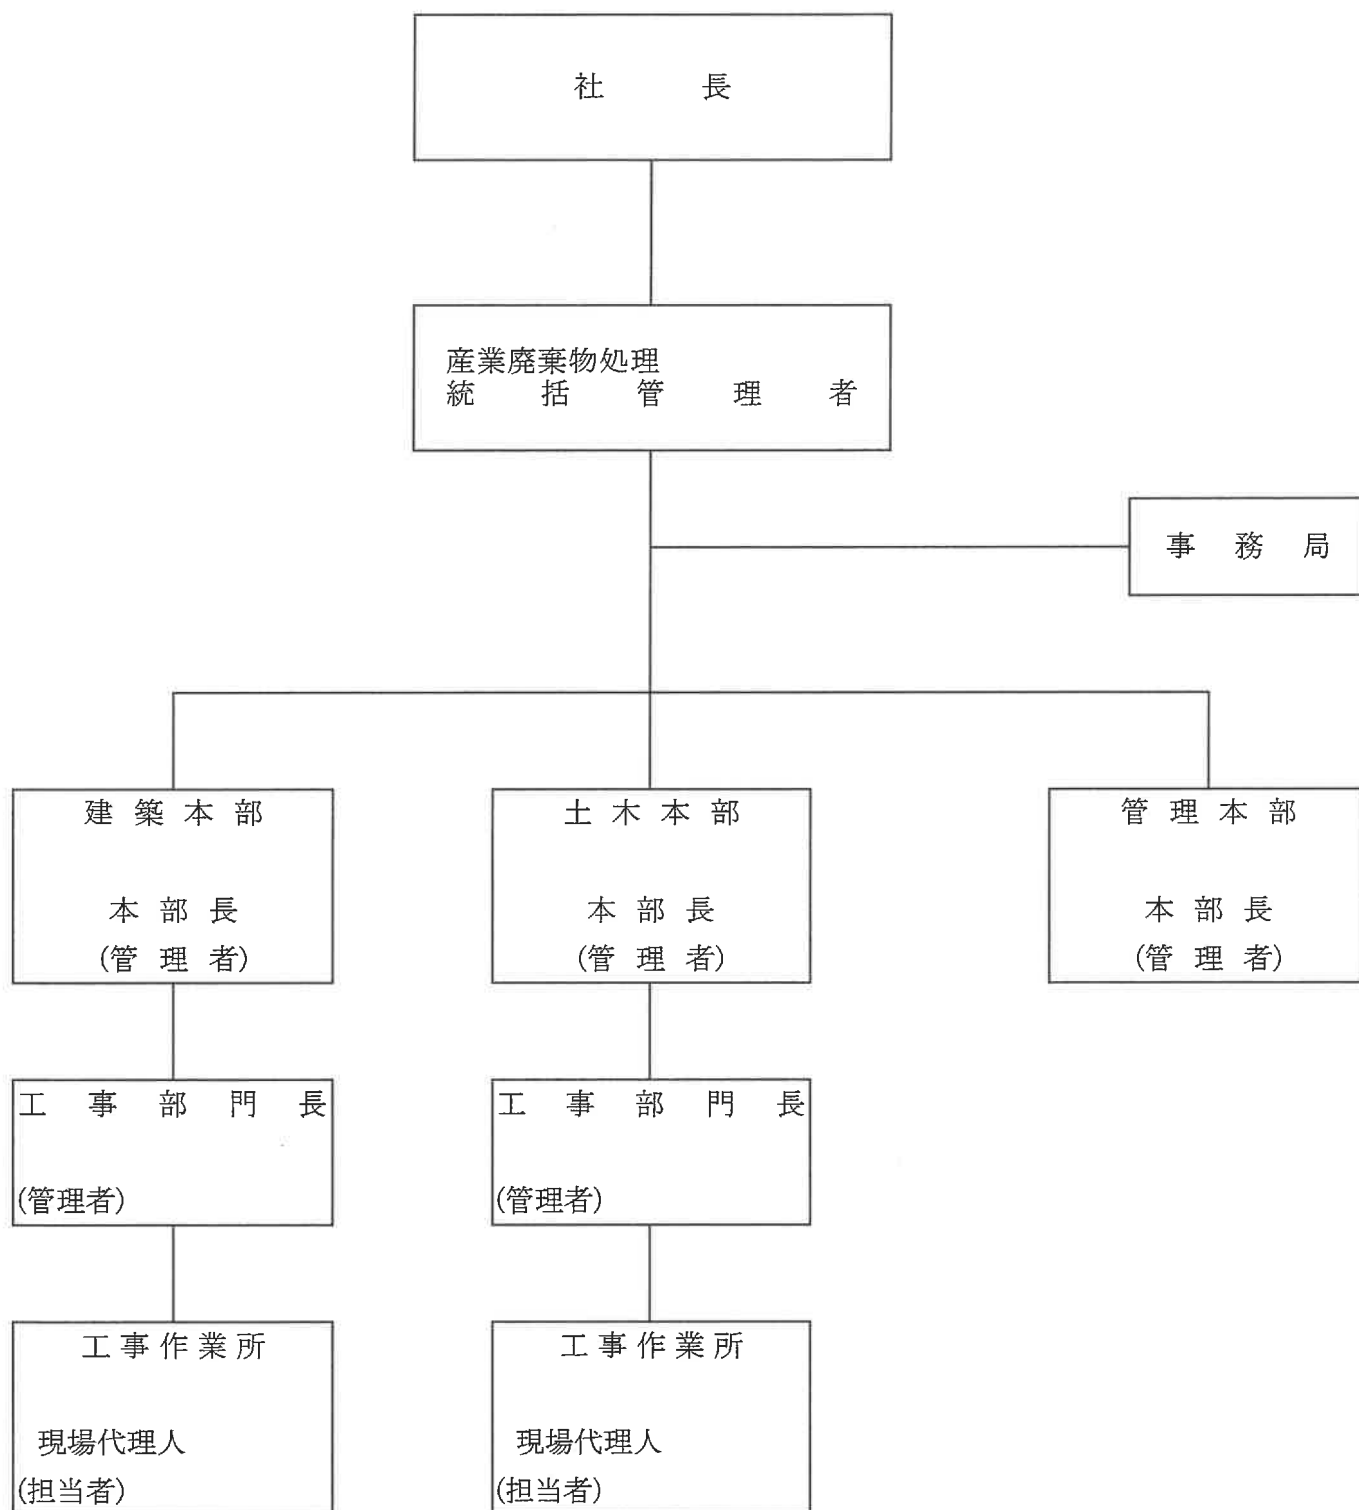 社長
産業廃棄物処理
統括管理者
事務局
建築本部
本部長
(管理者)
土木本部
本部長
(管理者)
管理本部
本部長
(管理者)
工事部門長
(管理者)
工事部門長
(管理者)
工事作業所
現場代理人
(担当者)
工事作業所
現場代理人
(担当者)